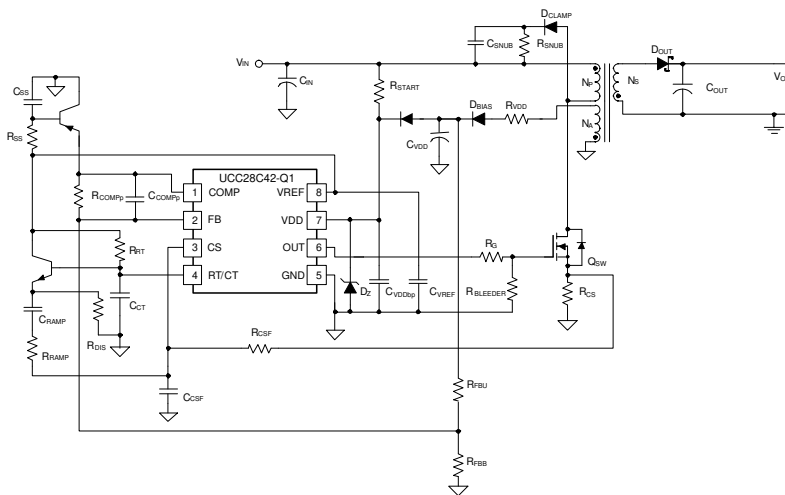 DCLAMP
CSNUB
RSNUB
VIN
CIN
RSTART
NP
NS
DOUT
COUT
VO
CSS
DBIAS
RVDD
NA
CVDD
RSS
UCC28C42-Q1
RCOMPp
CCOMPp
1 COMP VREF 8
2 FB VDD 7
3 CS OUT 6
4 RT/CT GND 5
RRT
RG
QSW
DZ
CVDDbp
CVREF
RBLEEDER
RCS
CCT
CRAMP
RDIS
RRAMP
RCSF
CCSF
RFBU
RFBB